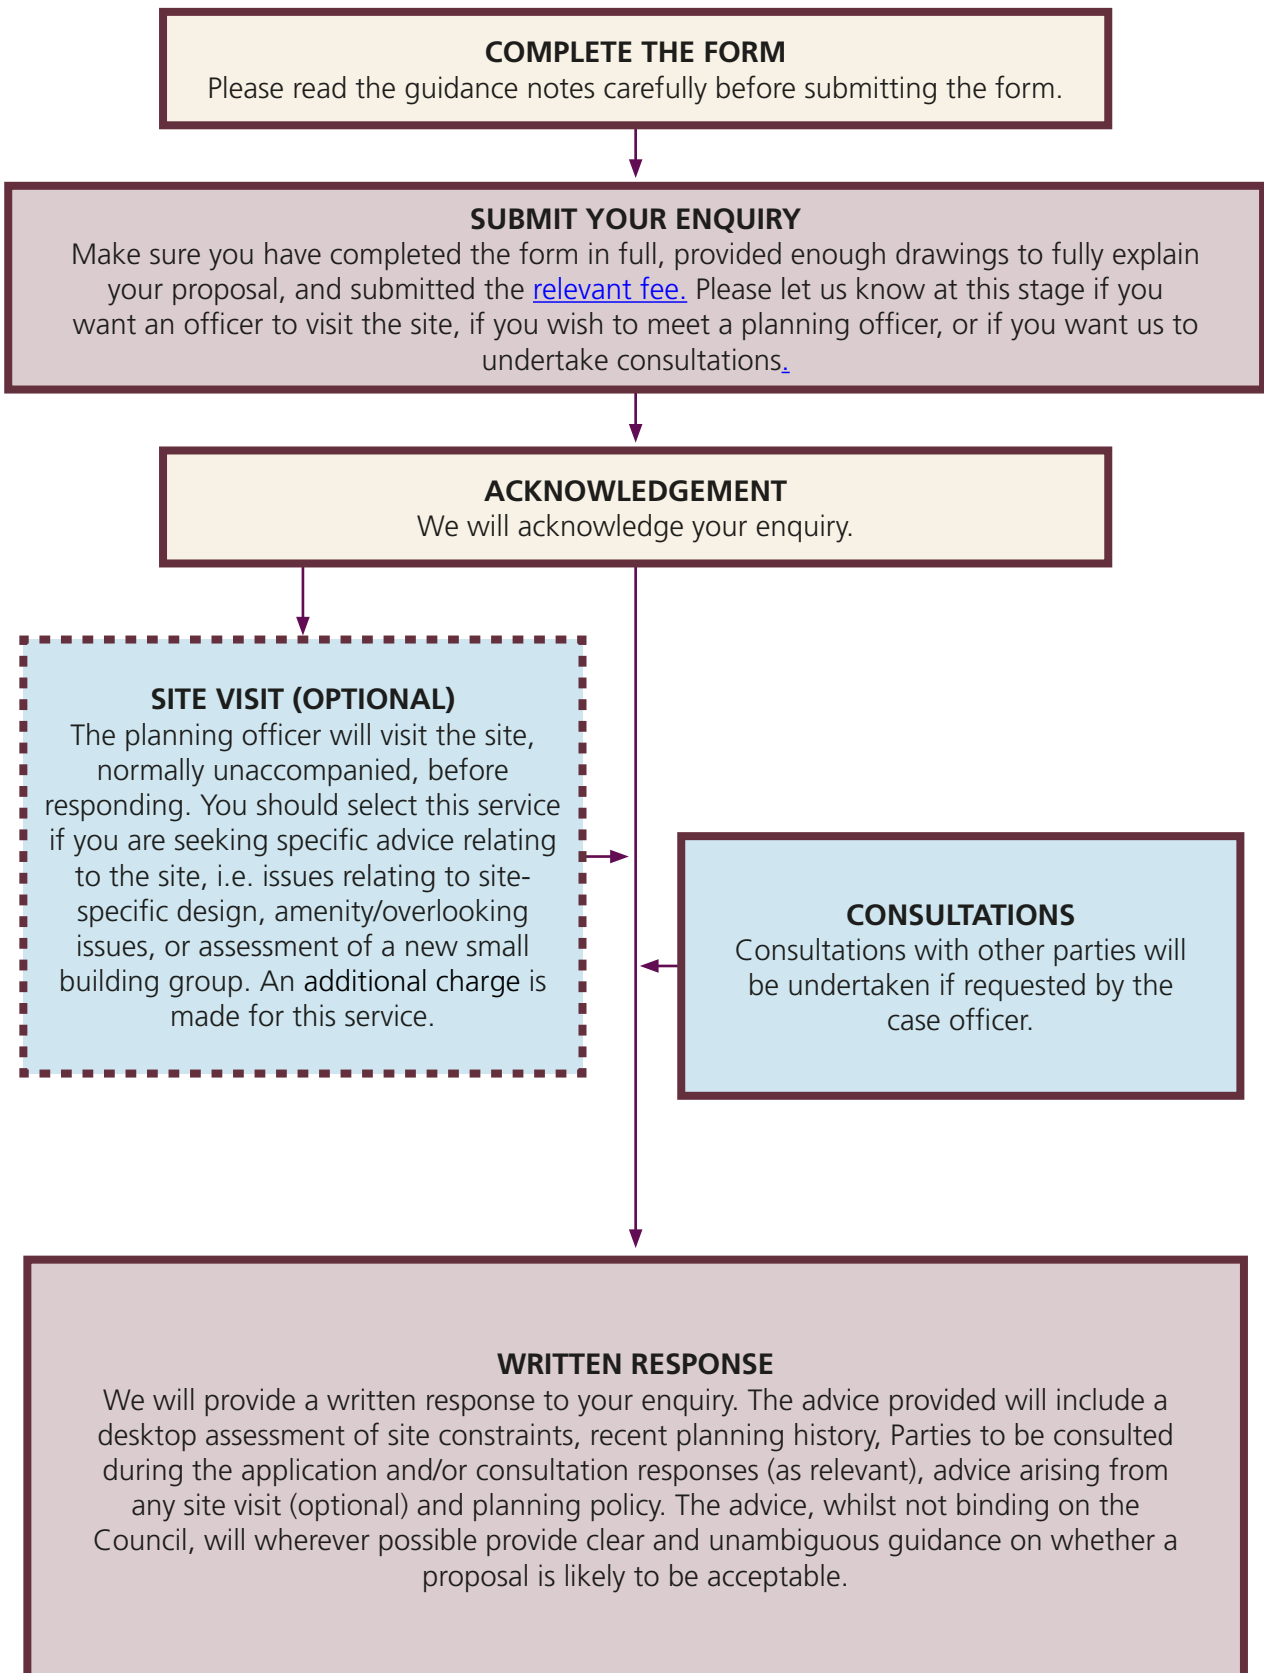 COMPLETE THE FORM
Please read the guidance notes carefully before submitting the form.
SUBMIT YOUR ENQUIRY
Make sure you have completed the form in full, provided enough drawings to fully explain
your proposal, and submitted the relevant fee. Please let us know at this stage if you
want an officer to visit the site, if you wish to meet a planning officer, or if you want us to
undertake consultations.
ACKNOWLEDGEMENT
We will acknowledge your enquiry.
SITE VISIT (OPTIONAL)
The planning officer will visit the site,
normally unaccompanied, before
responding. You should select this service
if you are seeking specific advice relating
to the site, i.e. issues relating to site-
specific design, amenity/overlooking
issues, or assessment of a new small
building group. An additional charge is
made for this service.
CONSULTATIONS
Consultations with other parties will
be undertaken if requested by the
case officer.
WRITTEN RESPONSE
We will provide a written response to your enquiry. The advice provided will include a
desktop assessment of site constraints, recent planning history, Parties to be consulted
during the application and/or consultation responses (as relevant), advice arising from
any site visit (optional) and planning policy. The advice, whilst not binding on the
Council, will wherever possible provide clear and unambiguous guidance on whether a
proposal is likely to be acceptable.